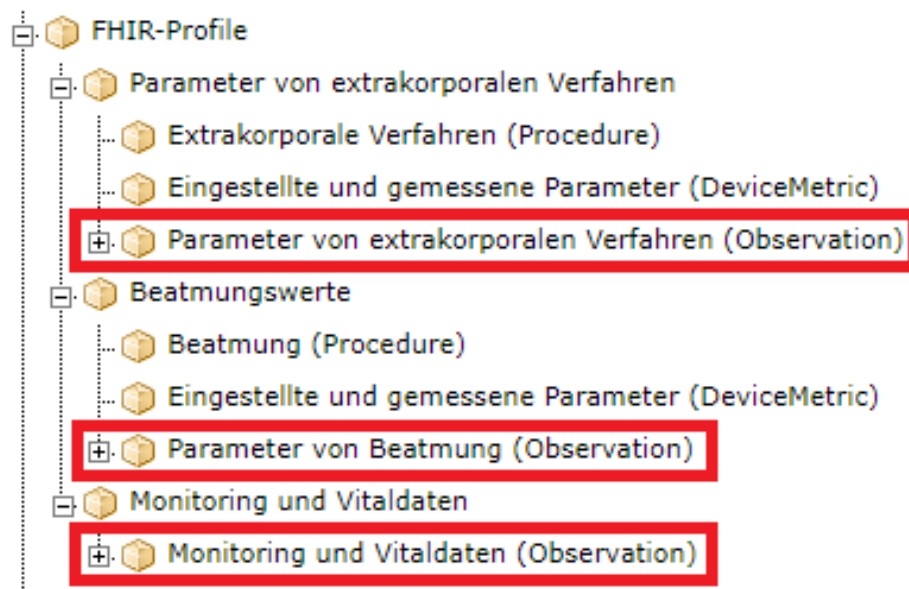 FHIR-Profile
Parameter von extrakorporalen Verfahren
Extrakorporale Verfahren (Procedure)
Eingestellte und gemessene Parameter (DeviceMetric)
Parameter von extrakorporalen Verfahren (Observation)
Beatmungswerte
Beatmung (Procedure)
Eingestellte und gemessene Parameter (DeviceMetric)
Parameter von Beatmung (Observation)
Monitoring und Vitaldaten
Monitoring und Vitaldaten (Observation)